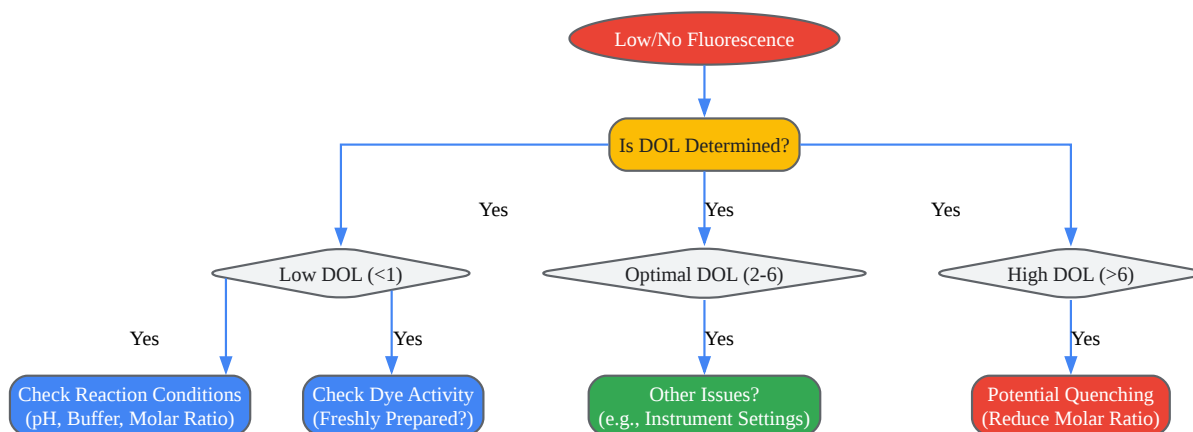 Low/No Fluorescence
Is DOL Determined?
Yes
Yes
Yes
Low DOL (<1)
Optimal DOL (2-6)
High DOL (>6)
Yes
Yes
Yes
Yes
Check Reaction Conditions
(pH, Buffer, Molar Ratio)
Check Dye Activity
(Freshly Prepared?)
Other Issues?
(e.g., Instrument Settings)
Potential Quenching
(Reduce Molar Ratio)